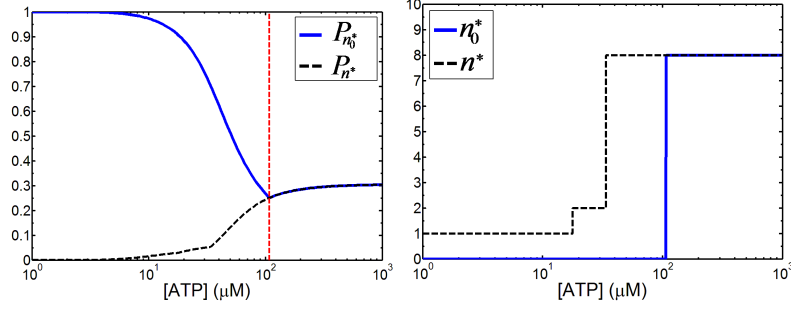 1
0.9
0.8
0.7
0.6
0.5
0.4
0.3
0.2
0.1
0
10^0 10^1 10^2 10^3
[ATP] (μM)
P_{n_0^*}
P_{n^*}
10
9
8
7
6
5
4
3
2
1
0
10^0 10^1 10^2 10^3
[ATP] (μM)
n_0^*
n^*